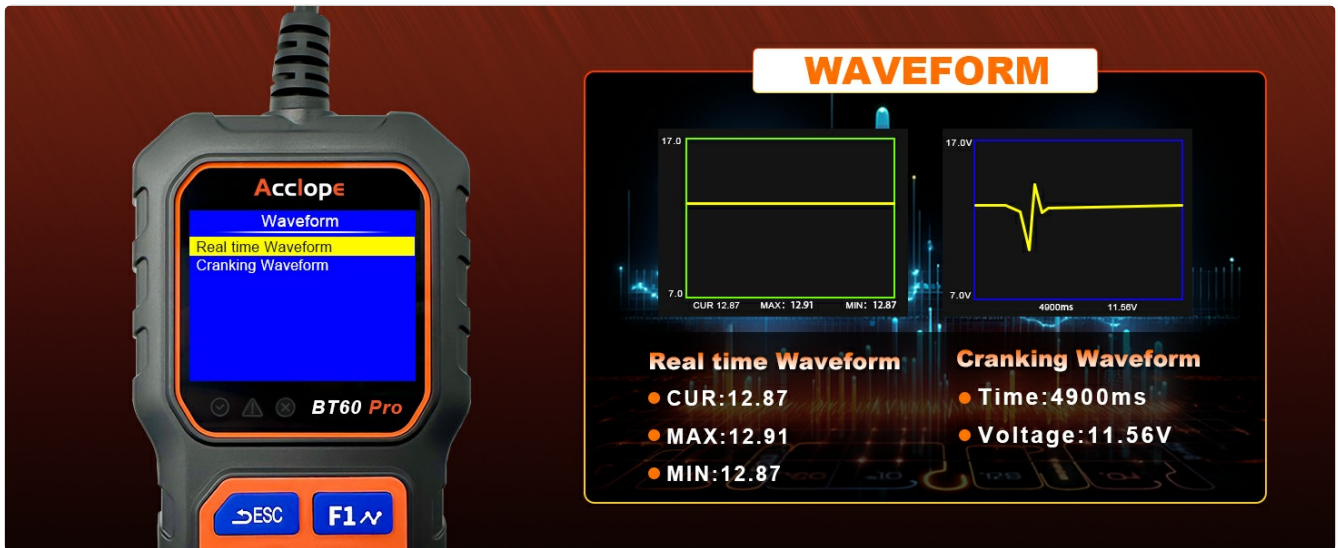 Acclope
Waveform
Real time Waveform
Cranking Waveform
BT60 Pro
ESC
F1
WAVEFORM
17.0
7.0
CUR 12.87 MAX: 12.91 MIN: 12.87
17.0V
7.0V
4900ms 11.56V
Real time Waveform
CUR:12.87
MAX:12.91
MIN:12.87
Cranking Waveform
Time:4900ms
Voltage:11.56V